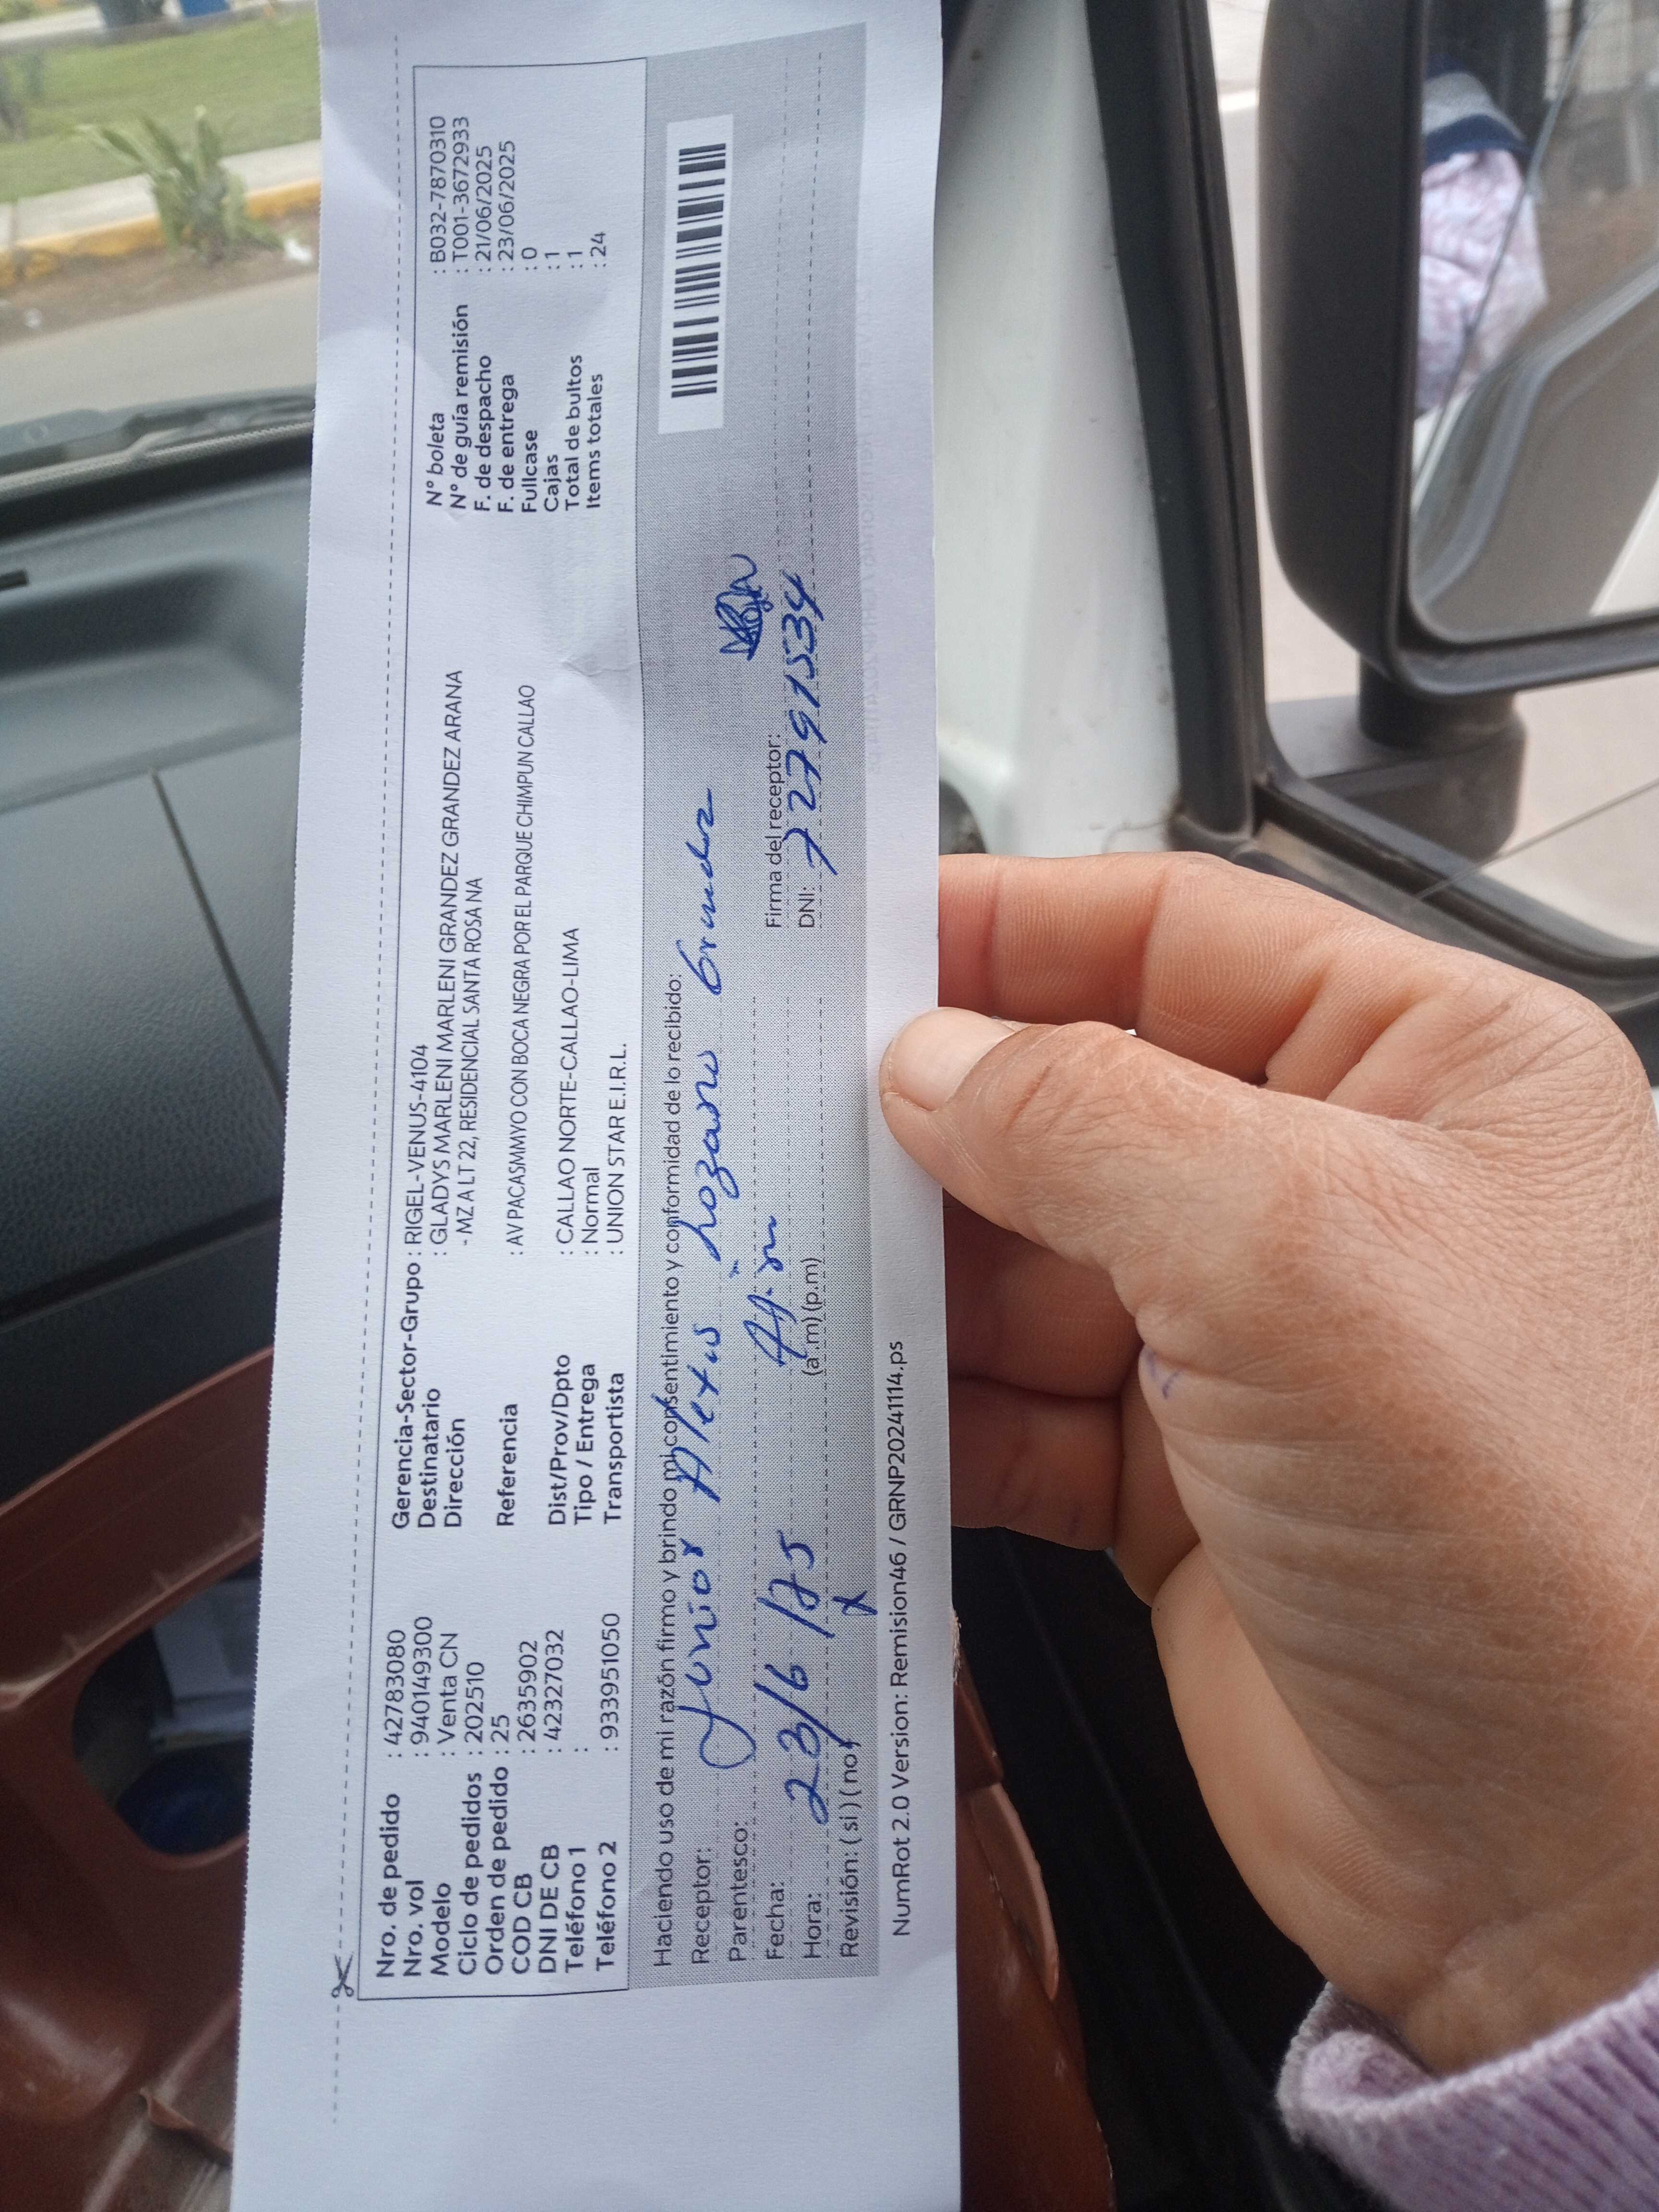 Nro. de pedido : 42783080
Nro. vol : 940149300
Modelo : Venta CN
Ciclo de pedidos : 202510
Orden de pedido : 25
COD CB : 2635902
DNI DE CB : 42327032
Teléfono 1 :
Teléfono 2 : 933951050
Gerencia-Sector-Grupo : RIGEL-VENUS-4104
Destinatario : GLADYS MARLENI MARLENI GRANDEZ GRANDEZ ARANA
Dirección - MZ A LT 22, RESIDENCIAL SANTA ROSA NA
Referencia : AV PACASMMYO CON BOCA NEGRA POR EL PARQUE CHIMPUN CALLAO
Dist/Prov/Dpto : CALLAO NORTE-CALLAO-LIMA
Tipo / Entrega : Normal
Transportista : UNION STAR E.I.R.L.
N° boleta : B032-7870310
N° de guía remisión : T001-3672933
F. de despacho : 21/06/2025
F. de entrega : 23/06/2025
Fullcase : 0
Cajas : 1
Total de bultos : 1
Items totales : 24
Haciendo uso de mi razón firmo y brindo mi consentimiento y conformidad de lo recibido:
Receptor: Junior Alexis Lozano Grandez
Parentesco:
Fecha: 23/6/25
Hora: (a.m) (p.m)
Revisión: ( si ) ( no )
Firma del receptor:
DNI: 72791534
NumRot 2.0 Version: Remision46 / GRNP20241114.ps